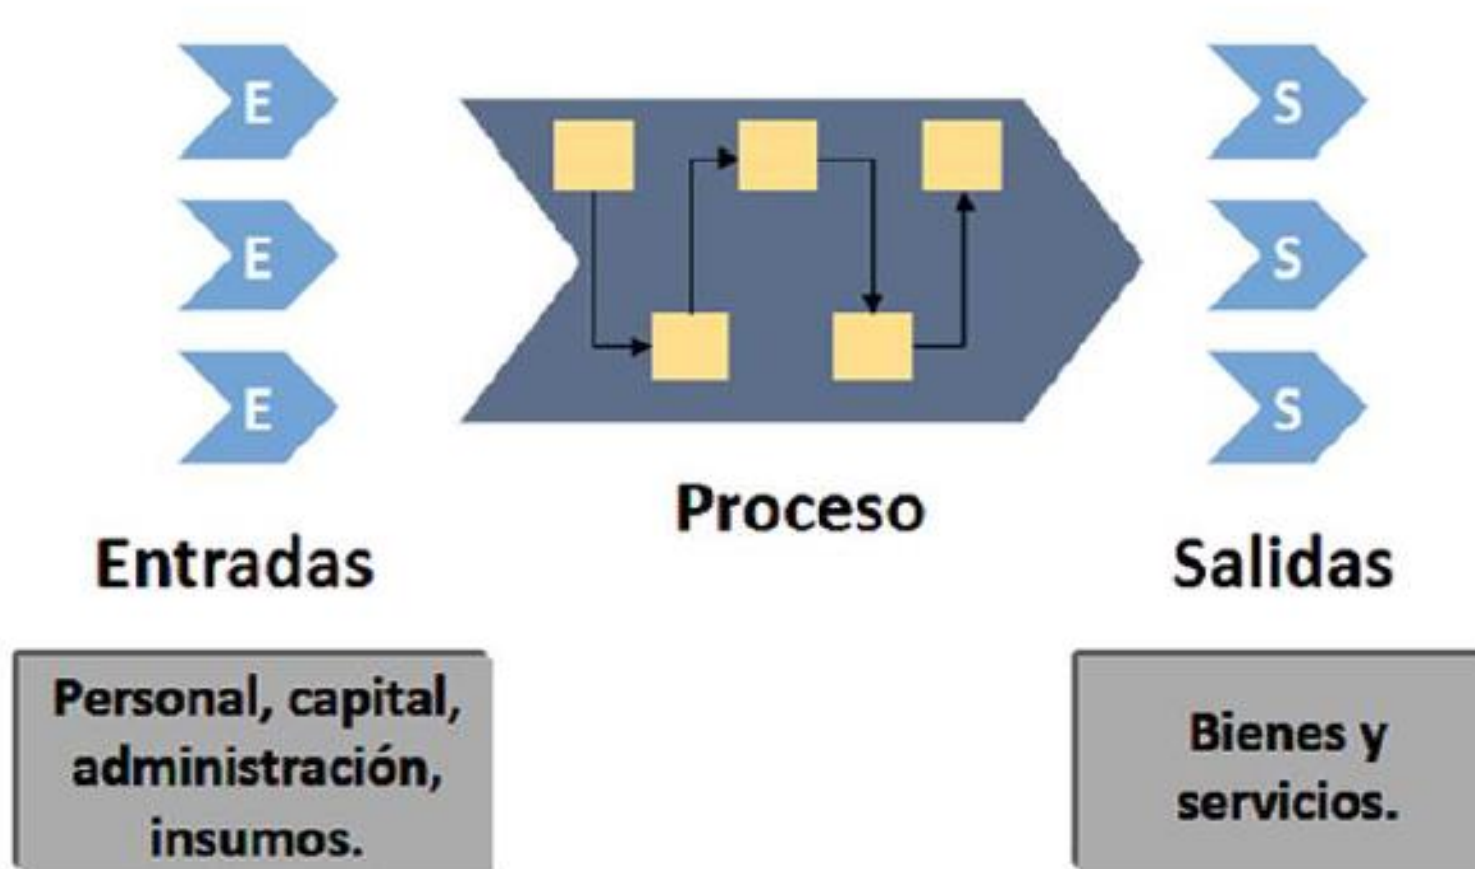 E
E
E
S
S
S
Proceso
Entradas
Salidas
Personal, capital,
administración,
insumos.
Bienes y
servicios.